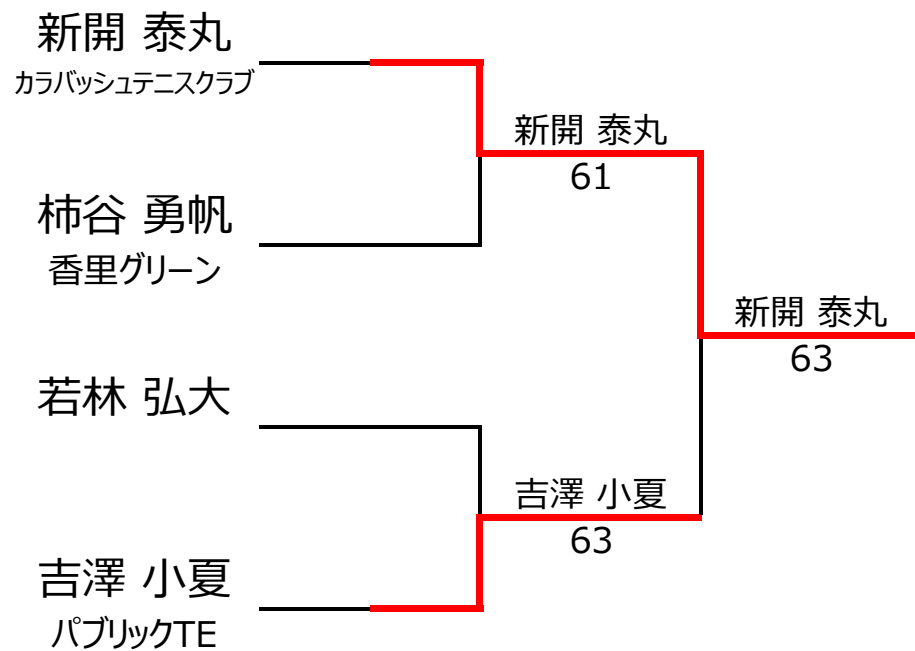 新開 泰丸
カラバッシュテニスクラブ
新開 泰丸
61
柿谷 勇帆
香里グリーン
新開 泰丸
63
若林 弘大
吉澤 小夏
63
吉澤 小夏
パブリックTE